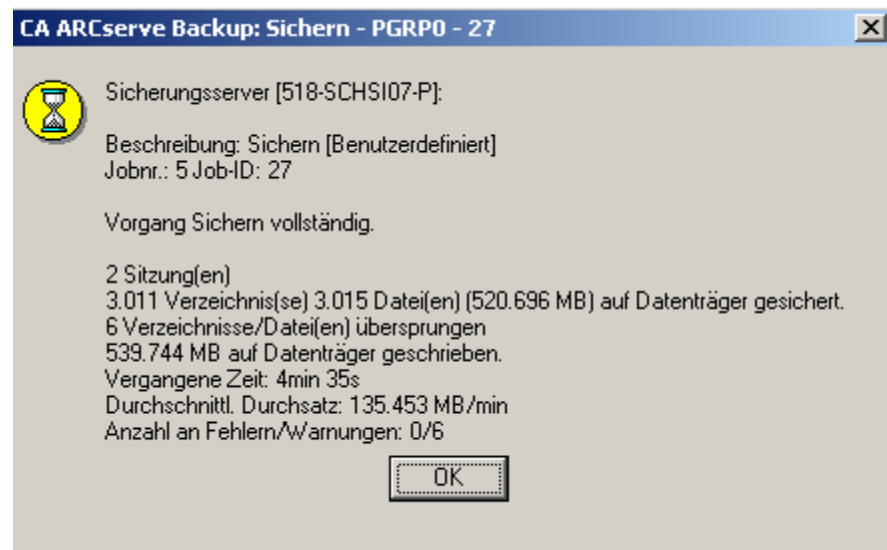 CA ARCserve Backup: Sichern - PGRP0 - 27
Sicherungsserver [518-SCHSI07-P]:
Beschreibung: Sichern [Benutzerdefiniert]
Jobnr.: 5 Job-ID: 27
Vorgang Sichern vollständig.
2 Sitzung(en)
3.011 Verzeichnis(se) 3.015 Datei(en) (520.696 MB) auf Datenträger gesichert.
6 Verzeichnisse/Datei(en) übersprungen
539.744 MB auf Datenträger geschrieben.
Vergangene Zeit: 4min 35s
Durchschnittl. Durchsatz: 135.453 MB/min
Anzahl an Fehlern/Warnungen: 0/6
OK